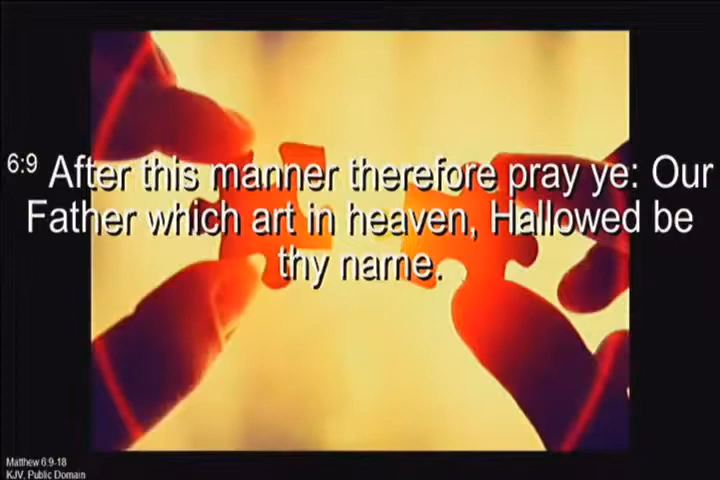 6:9 After this manner therefore pray ye: Our
Father which art in heaven, Hallowed be
thy name.
Matthew 6:9-18
KJV, Public Domain